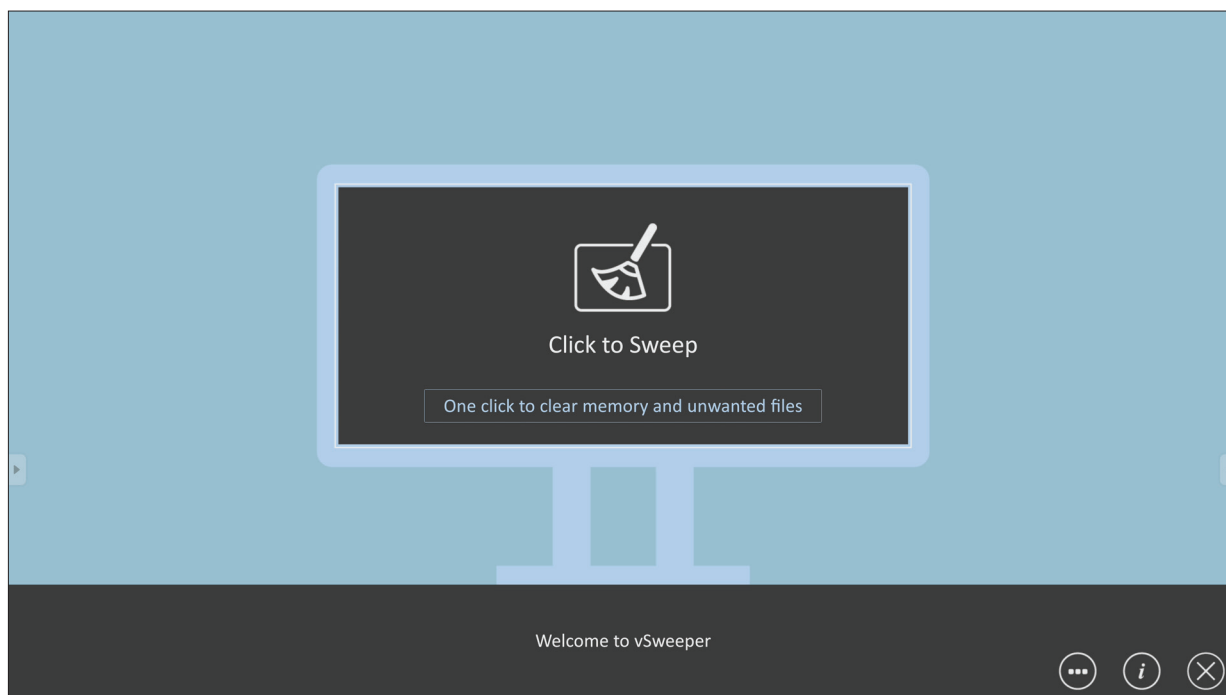 Click to Sweep
One click to clear memory and unwanted files
Welcome to vSweeper
i